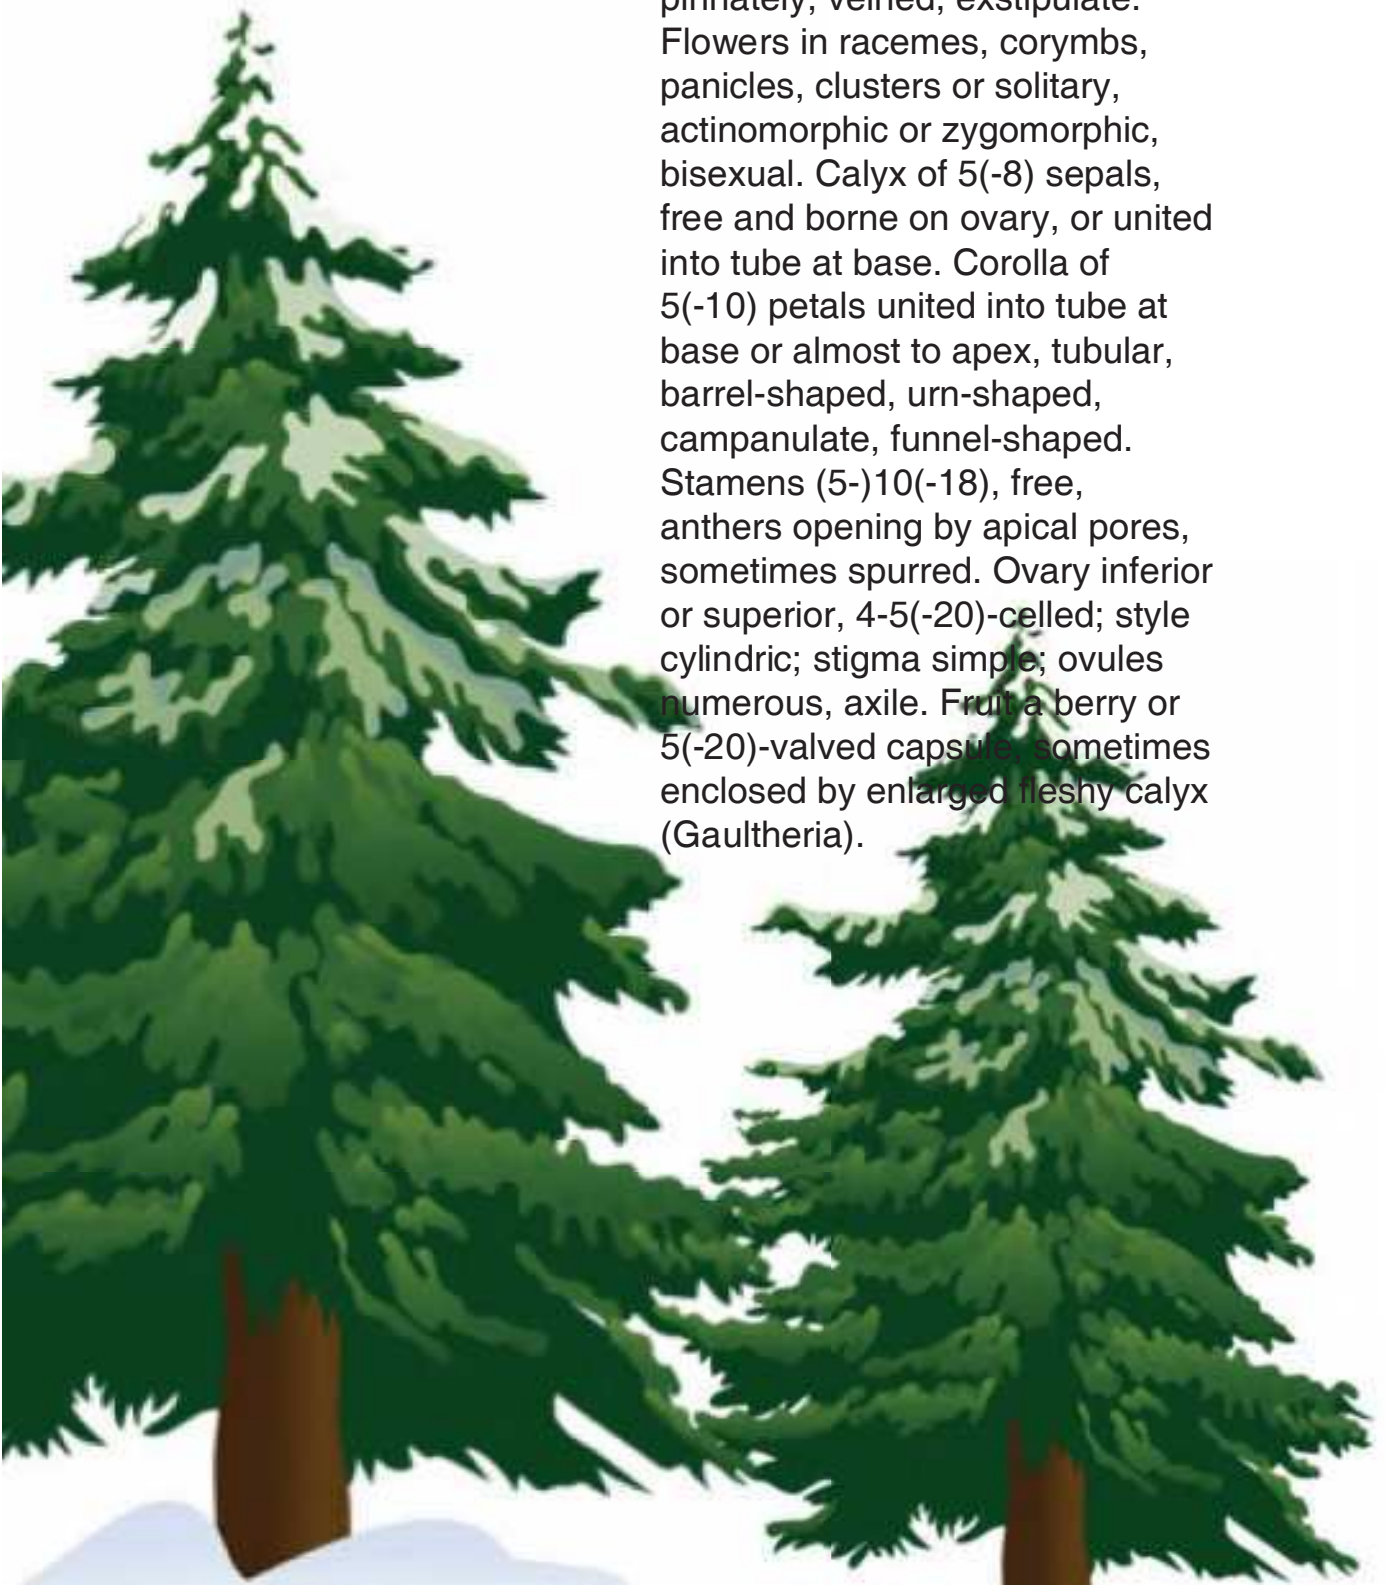 pinnately, veined, exstipulate.
Flowers in racemes, corymbs,
panicles, clusters or solitary,
actinomorphic or zygomorphic,
bisexual. Calyx of 5(-8) sepals,
free and borne on ovary, or united
into tube at base. Corolla of
5(-10) petals united into tube at
base or almost to apex, tubular,
barrel-shaped, urn-shaped,
campanulate, funnel-shaped.
Stamens (5-)10(-18), free,
anthers opening by apical pores,
sometimes spurred. Ovary inferior
or superior, 4-5(-20)-celled; style
cylindric; stigma simple; ovules
numerous, axile. Fruit a berry or
5(-20)-valved capsule, sometimes
enclosed by enlarged fleshy calyx
(Gaultheria).